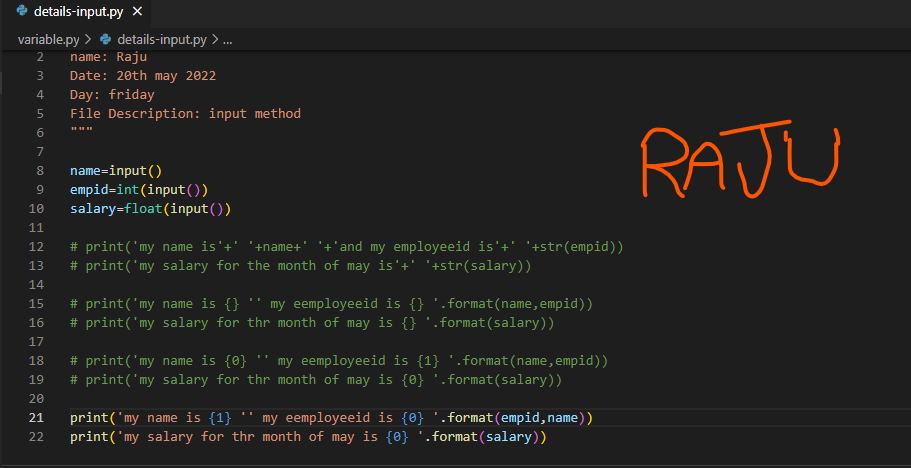 details-input.py ×
variable.py > details-input.py > ...
2 name: Raju
3 Date: 20th may 2022
4 Day: friday
5 File Description: input method
6 """
7
8 name=input()
9 empid=int(input())
10 salary=float(input())
11
12 # print('my name is'+' '+name+' '+'and my employeeid is'+' '+str(empid))
13 # print('my salary for the month of may is'+' '+str(salary))
14
15 # print('my name is {} '' my eemployeeid is {} '.format(name,empid))
16 # print('my salary for thr month of may is {} '.format(salary))
17
18 # print('my name is {0} '' my eemployeeid is {1} '.format(name,empid))
19 # print('my salary for thr month of may is {0} '.format(salary))
20
21 print('my name is {1} '' my eemployeeid is {0} '.format(empid,name))
22 print('my salary for thr month of may is {0} '.format(salary))
RAJU